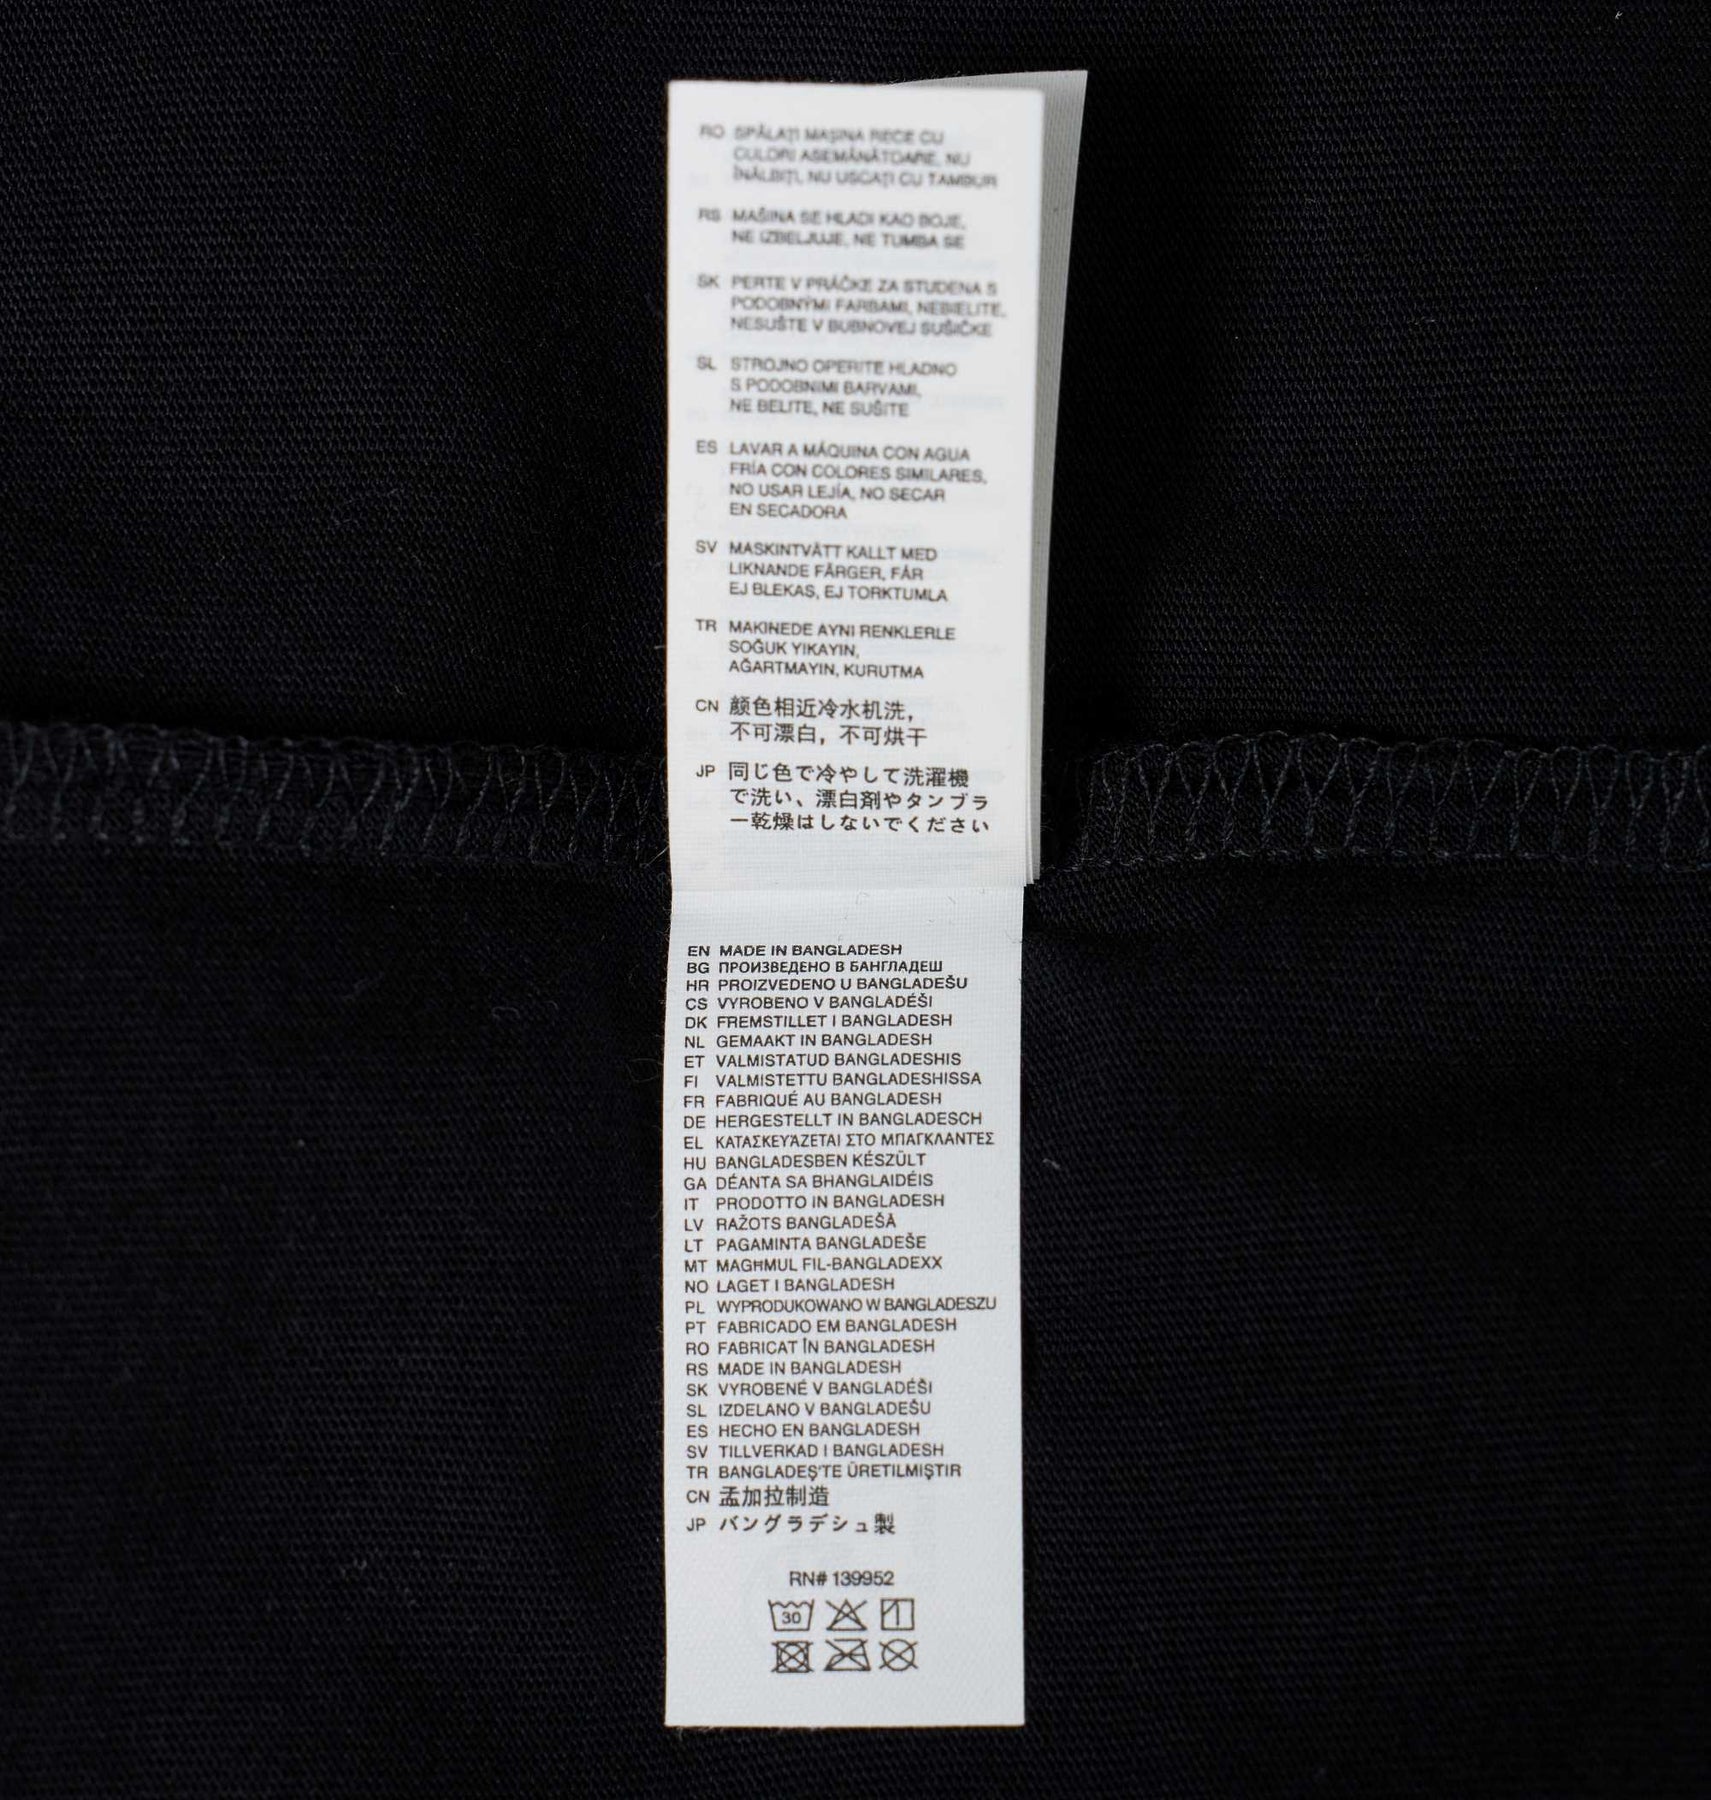 RO SPĂLAȚI MAȘINA RECE CU
CULORI ASEMĂNĂTOARE, NU
ÎNĂLBIȚI, NU USCAȚI CU TAMBUR
RS MAŠINA SE HLADI KAO BOJE,
NE IZBELJUJE, NE TUMBA SE
SK PERTE V PRÁČKE ZA STUDENA S
PODOBNÝMI FARBAMI, NEBIELITE,
NESUŠTE V BUBNOVEJ SUŠIČKE
SL STROJNO OPERITE HLADNO
S PODOBNIMI BARVAMI,
NE BELITE, NE SUŠITE
ES LAVAR A MÁQUINA CON AGUA
FRÍA CON COLORES SIMILARES,
NO USAR LEJÍA, NO SECAR
EN SECADORA
SV MASKINTVÄTT KALLT MED
LIKNANDE FÄRGER, FÅR
EJ BLEKAS, EJ TORKTUMLA
TR MAKINEDE AYNI RENKLERLE
SOĞUK YIKAYIN,
AĞARTMAYIN, KURUTMA
CN 颜色相近冷水机洗，
不可漂白，不可烘干
JP 同じ色で冷やして洗濯機
で洗い、漂白剤やタンブラ
ー乾燥はしないでください
EN MADE IN BANGLADESH
BG ПРОИЗВЕДЕНО В БАНГЛАДЕШ
HR PROIZVEDENO U BANGLADEŠU
CS VYROBENO V BANGLADÉŠI
DK FREMSTILLET I BANGLADESH
NL GEMAAKT IN BANGLADESH
ET VALMISTATUD BANGLADESHIS
FI VALMISTETTU BANGLADESHISSA
FR FABRIQUÉ AU BANGLADESH
DE HERGESTELLT IN BANGLADESCH
EL ΚΑΤΑΣΚΕΥΆΖΕΤΑΙ ΣΤΟ ΜΠΑΓΚΛΑΝΤΈΣ
HU BANGLADESBEN KÉSZÜLT
GA DÉANTA SA BHANGLAIDÉIS
IT PRODOTTO IN BANGLADESH
LV RAŽOTS BANGLADEŠĀ
LT PAGAMINTA BANGLADEŠE
MT MAGĦMUL FIL-BANGLADEXX
NO LAGET I BANGLADESH
PL WYPRODUKOWANO W BANGLADESZU
PT FABRICADO EM BANGLADESH
RO FABRICAT ÎN BANGLADESH
RS MADE IN BANGLADESH
SK VYROBENÉ V BANGLADÉŠI
SL IZDELANO V BANGLADEŠU
ES HECHO EN BANGLADESH
SV TILLVERKAD I BANGLADESH
TR BANGLADEŞ'TE ÜRETILMIŞTIR
CN 孟加拉制造
JP バングラデシュ製
RN# 139952
30